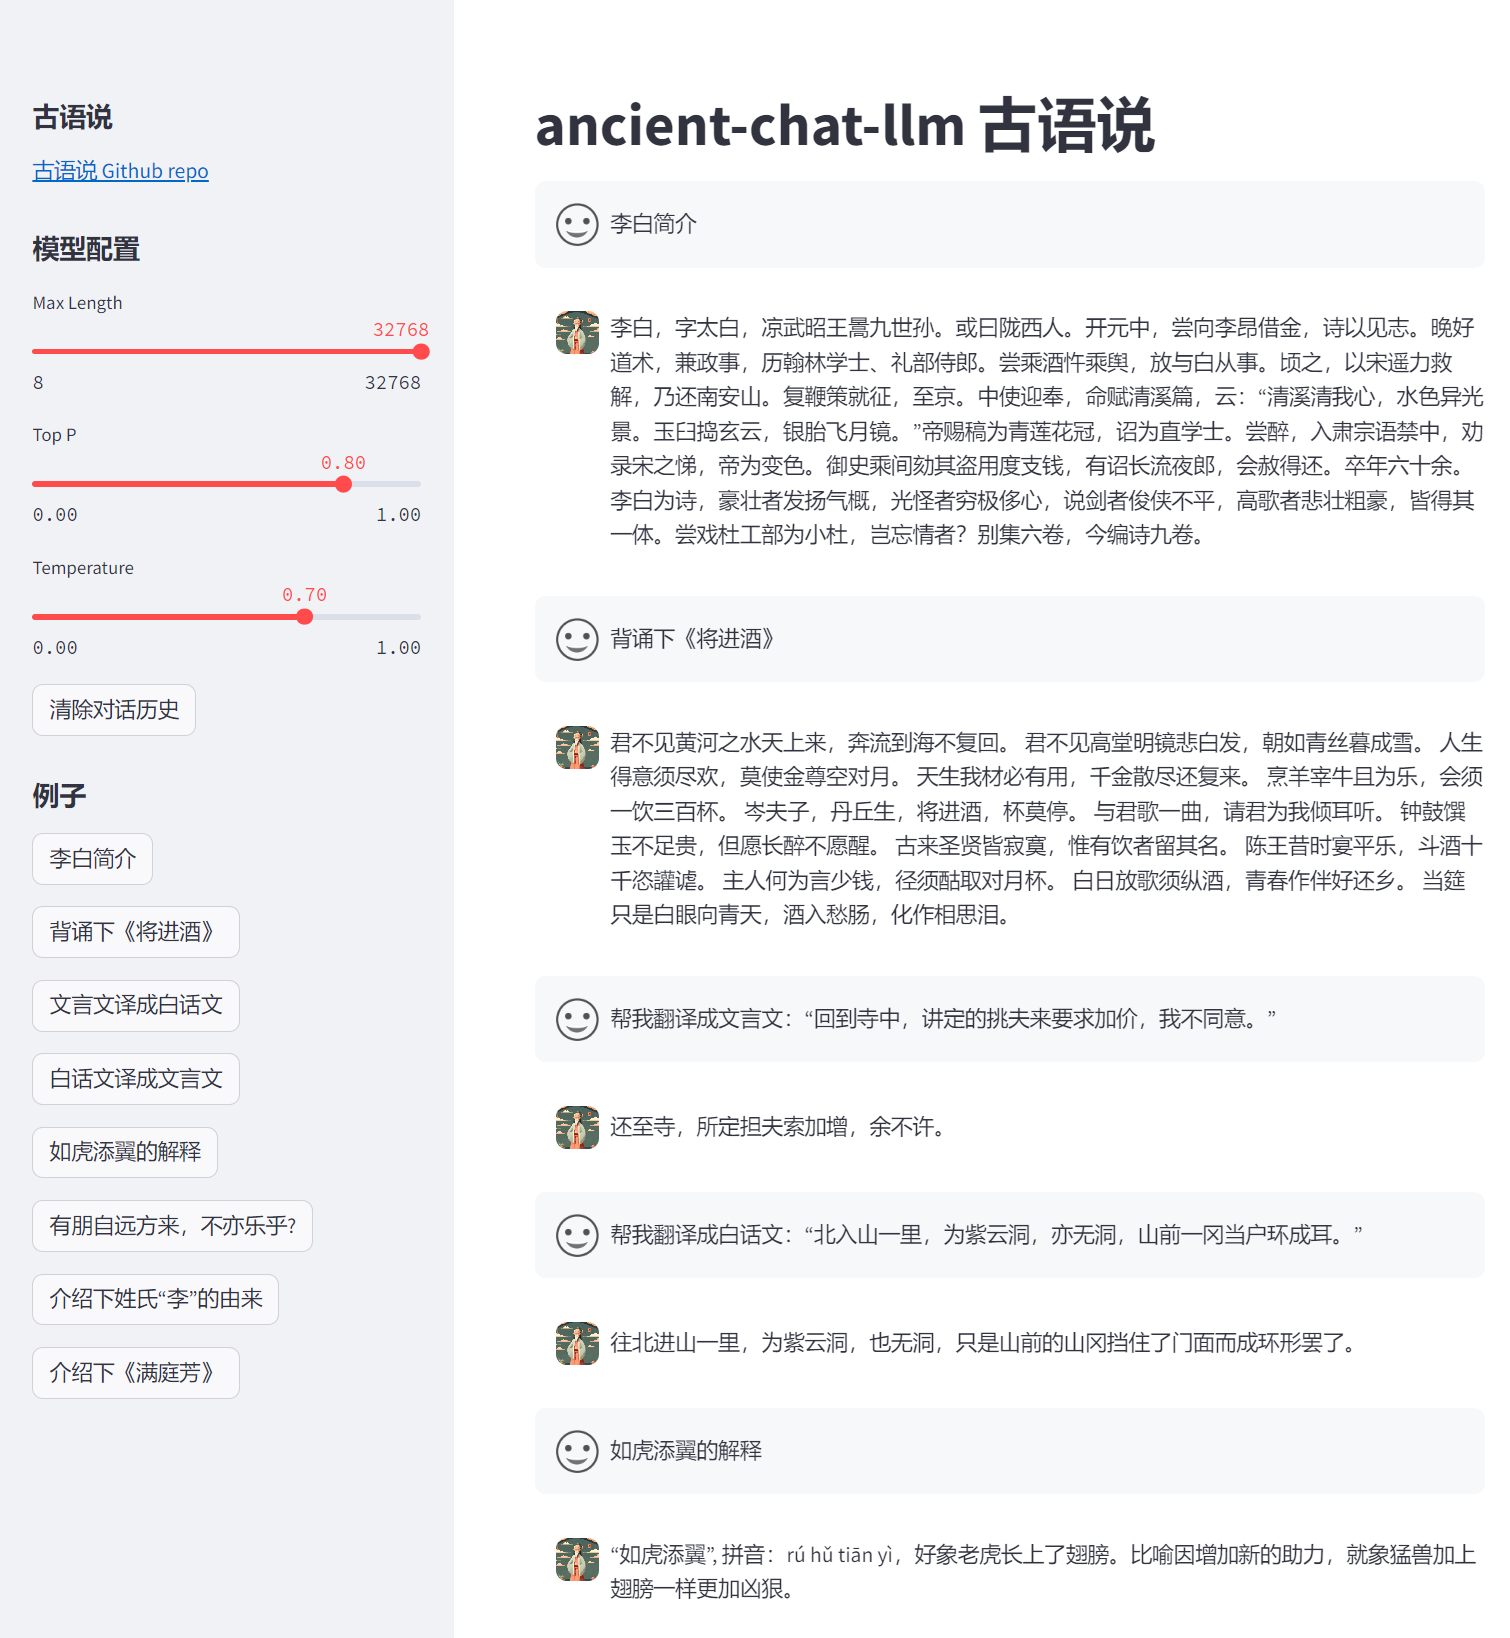 古语说
古语说 Github repo
模型配置
Max Length
32768
8
32768
Top P
0.80
0.00
1.00
Temperature
0.70
0.00
1.00
清除对话历史
例子
李白简介
背诵下《将进酒》
文言文译成白话文
白话文译成文言文
如虎添翼的解释
有朋自远方来，不亦乐乎?
介绍下姓氏“李”的由来
介绍下《满庭芳》
ancient-chat-llm 古语说
李白简介
李白，字太白，凉武昭王暠九世孙。或曰陇西人。开元中，尝向李昂借金，诗以见志。晚好
道术，兼政事，历翰林学士、礼部侍郎。尝乘酒忤乘舆，放与白从事。顷之，以宋遥力救
解，乃还南安山。复鞭策就征，至京。中使迎奉，命赋清溪篇，云：“清溪清我心，水色异光
景。玉臼捣玄云，银胎飞月镜。”帝赐稿为青莲花冠，诏为直学士。尝醉，入肃宗语禁中，劝
录宋之悌，帝为变色。御史乘间劾其盗用度支钱，有诏长流夜郎，会赦得还。卒年六十余。
李白为诗，豪壮者发扬气概，光怪者穷极侈心，说剑者俊侠不平，高歌者悲壮粗豪，皆得其
一体。尝戏杜工部为小杜，岂忘情者？别集六卷，今编诗九卷。
背诵下《将进酒》
君不见黄河之水天上来，奔流到海不复回。 君不见高堂明镜悲白发，朝如青丝暮成雪。 人生
得意须尽欢，莫使金尊空对月。 天生我材必有用，千金散尽还复来。 烹羊宰牛且为乐，会须
一饮三百杯。 岑夫子，丹丘生，将进酒，杯莫停。 与君歌一曲，请君为我倾耳听。 钟鼓馔
玉不足贵，但愿长醉不愿醒。 古来圣贤皆寂寞，惟有饮者留其名。 陈王昔时宴平乐，斗酒十
千恣讙谑。 主人何为言少钱，径须酤取对月杯。 白日放歌须纵酒，青春作伴好还乡。 当筵
只是白眼向青天，酒入愁肠，化作相思泪。
帮我翻译成文言文：“回到寺中，讲定的挑夫来要求加价，我不同意。”
还至寺，所定担夫索加增，余不许。
帮我翻译成白话文：“北入山一里，为紫云洞，亦无洞，山前一冈当户环成耳。”
往北进山一里，为紫云洞，也无洞，只是山前的山冈挡住了门面而成环形罢了。
如虎添翼的解释
“如虎添翼”, 拼音：rú hǔ tiān yì，好象老虎长上了翅膀。比喻因增加新的助力，就象猛兽加上
翅膀一样更加凶狠。